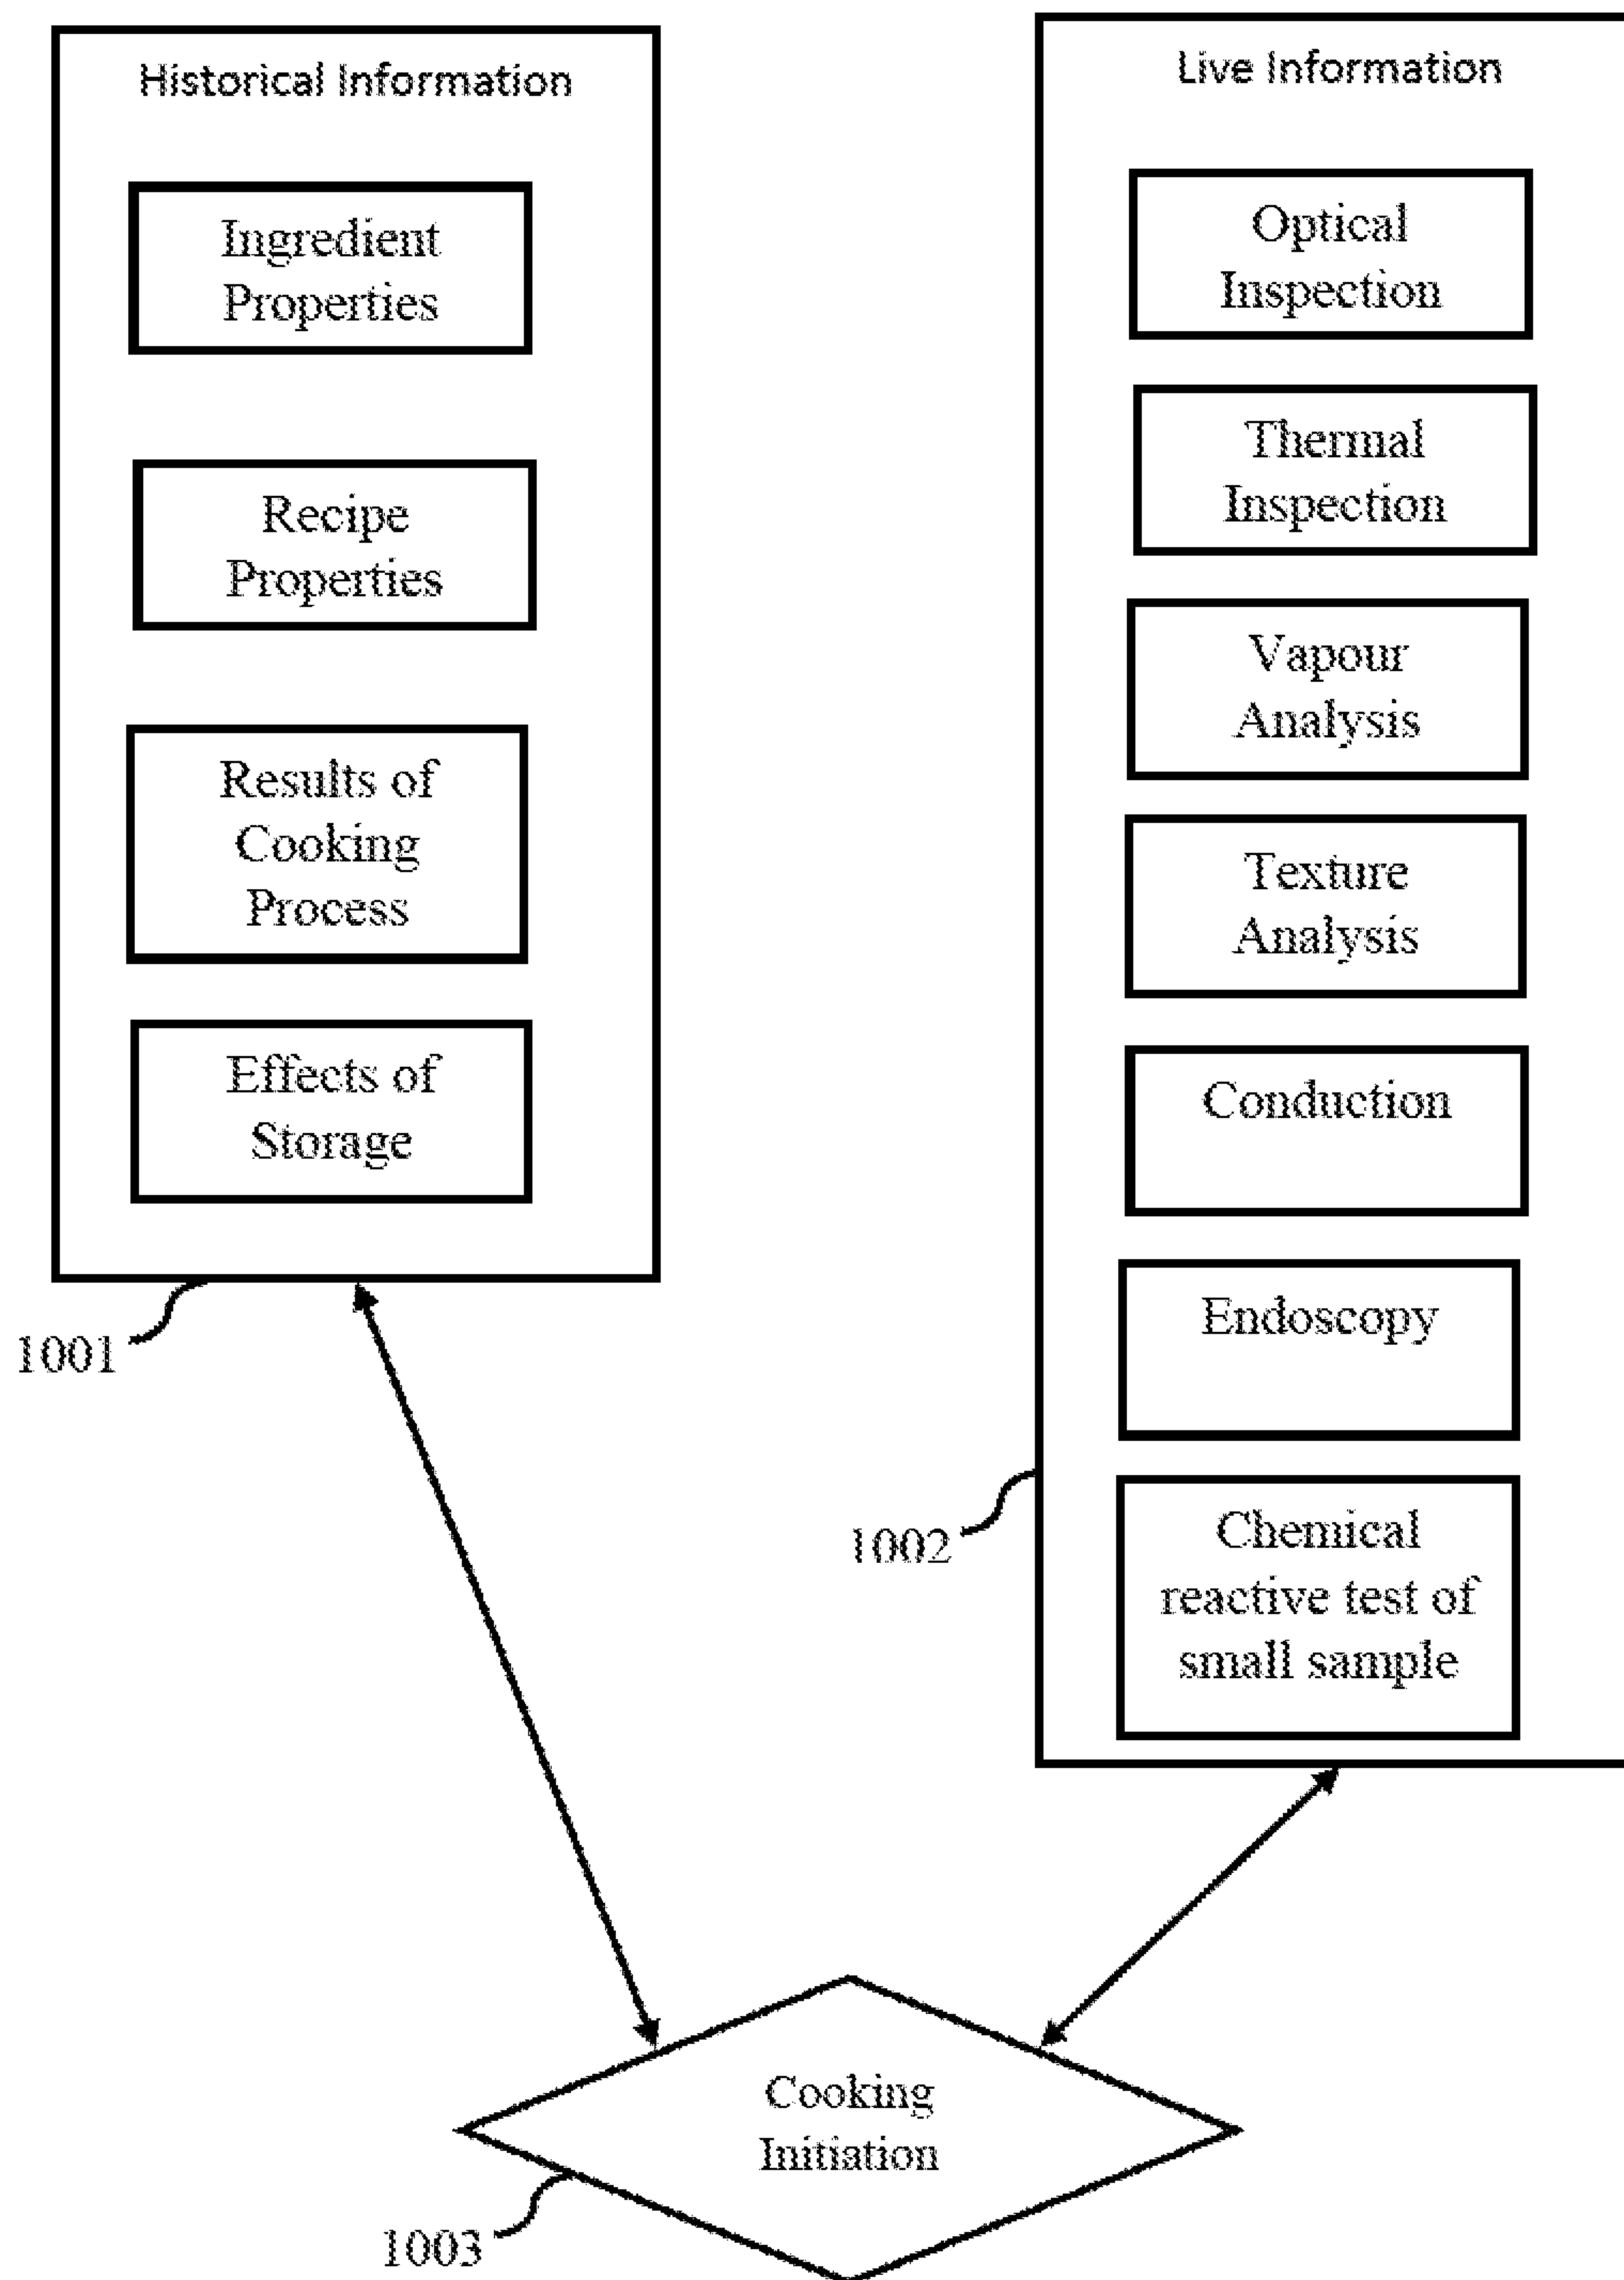 Historical Information
Ingredient
Properties
Recipe
Properties
Results of
Cooking
Process
Effects of
Storage
1001
Live Information
Optical
Inspection
Thermal
Inspection
Vapour
Analysis
Texture
Analysis
Conduction
Endoscopy
Chemical
reactive test of
small sample
1002
Cooking
Initiation
1003